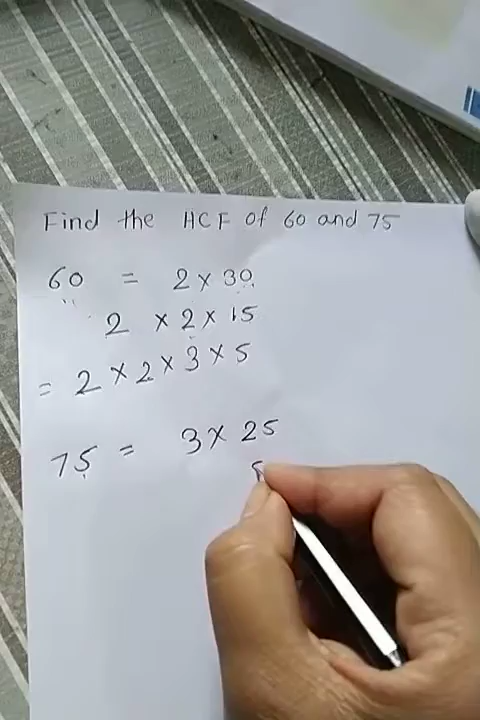 Find the HCF of 60 and 75
60 = 2 × 30
2 × 2 × 15
= 2 × 2 × 3 × 5
75 = 3 × 25
5